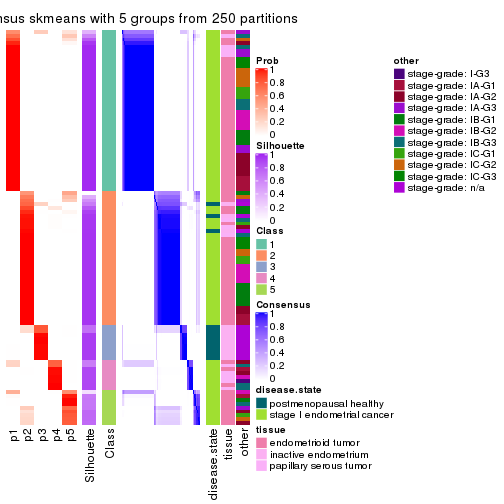 nsus skmeans with 5 groups from 250 partitions
Prob
1
0.8
0.6
0.4
0.2
0
Silhouette
1
0.8
0.6
0.4
0.2
0
Class
1
2
3
4
5
Consensus
1
0.8
0.6
0.4
0.2
0
disease.state
postmenopausal healthy
stage I endometrial cancer
tissue
endometrioid tumor
inactive endometrium
papillary serous tumor
other
stage-grade: I-G3
stage-grade: IA-G1
stage-grade: IA-G2
stage-grade: IA-G3
stage-grade: IB-G1
stage-grade: IB-G2
stage-grade: IB-G3
stage-grade: IC-G1
stage-grade: IC-G2
stage-grade: IC-G3
stage-grade: n/a
p1
p2
p3
p4
p5
Silhouette
Class
disease.state
tissue
other